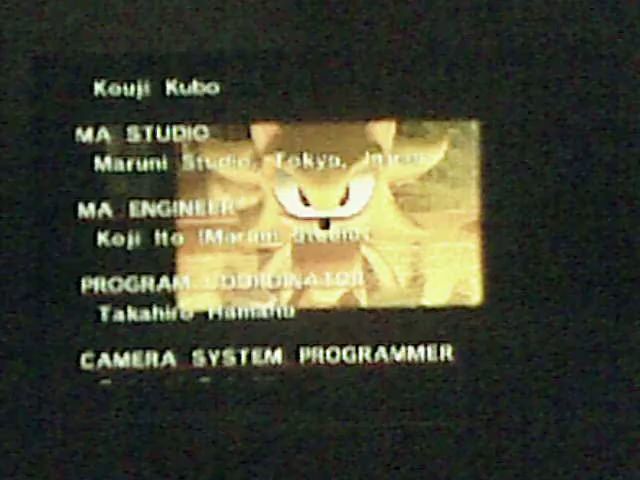 Kouji Kubo
MA STUDIO
Maruni Studio, Tokyo, Japan
MA ENGINEER
Koji Ito (Maruni Studio)
PROGRAM COORDINATOR
Takahiro Hamano
CAMERA SYSTEM PROGRAMMER